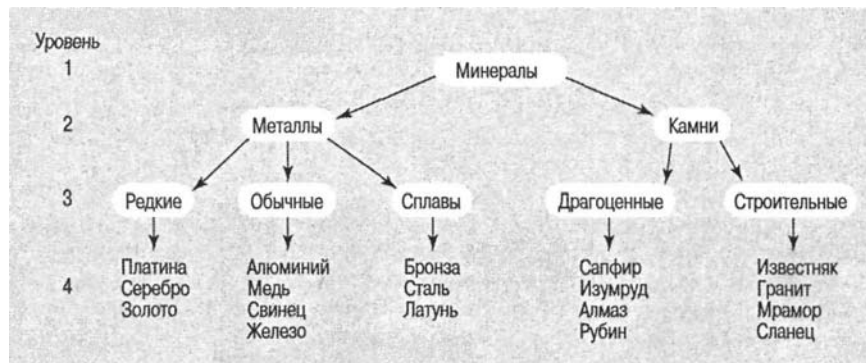 Уровень
1
Минералы
2
Металлы
Камни
3
Редкие
Обычные
Сплавы
Драгоценные
Строительные
4
Платина
Серебро
Золото
Алюминий
Медь
Свинец
Железо
Бронза
Сталь
Латунь
Сапфир
Изумруд
Алмаз
Рубин
Известняк
Гранит
Мрамор
Сланец